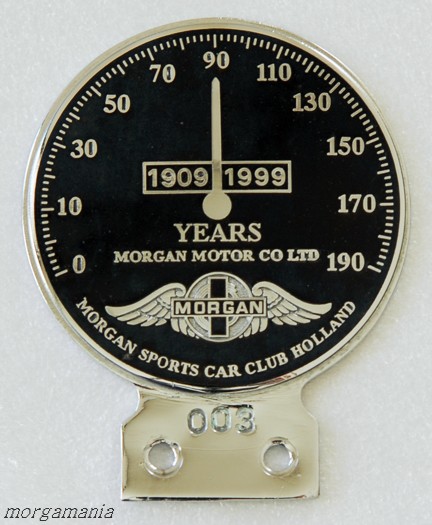 90
70 110
50 130
30 150
10 170
0 190
1909 1999
YEARS
MORGAN MOTOR CO LTD
MORGAN
MORGAN SPORTS CAR CLUB HOLLAND
003
morgamania